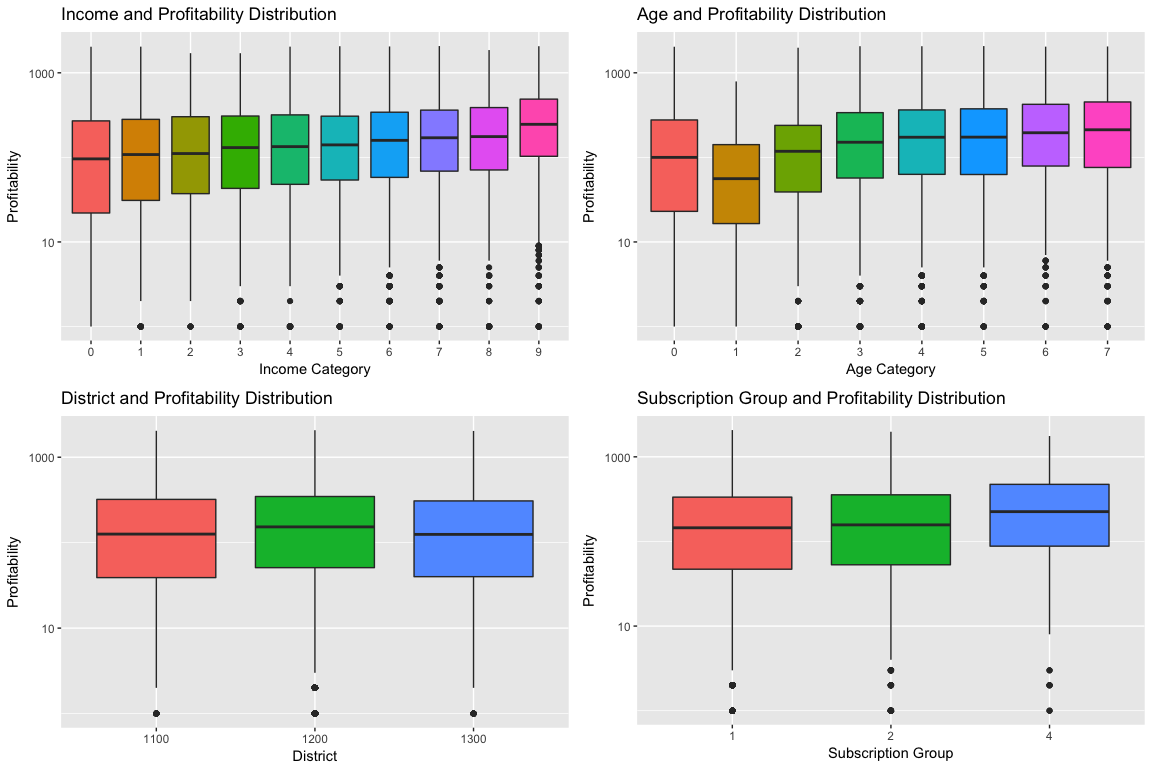 Income and Profitability Distribution
Profitability
1000
10
0 1 2 3 4 5 6 7 8 9
Income Category
Age and Profitability Distribution
Profitability
1000
10
0 1 2 3 4 5 6 7
Age Category
District and Profitability Distribution
Profitability
1000
10
1100 1200 1300
District
Subscription Group and Profitability Distribution
Profitability
1000
10
1 2 4
Subscription Group